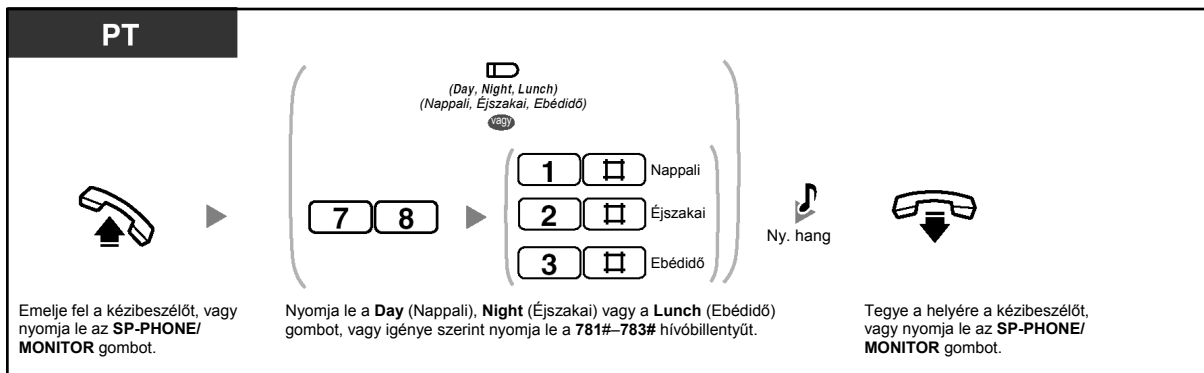 PT
(Day, Night, Lunch)
(Nappali, Éjszakai, Ebédidő)
vagy
7 8
1 # Nappali
2 # Éjszakai
3 # Ebédidő
Ny. hang
Emelje fel a kézibeszélőt, vagy
nyomja le az SP-PHONE/
MONITOR gombot.
Nyomja le a Day (Nappali), Night (Éjszakai) vagy a Lunch (Ebédidő)
gombot, vagy igénye szerint nyomja le a 781#–783# hívóbillentyűt.
Tegye a helyére a kézibeszélőt,
vagy nyomja le az SP-PHONE/
MONITOR gombot.